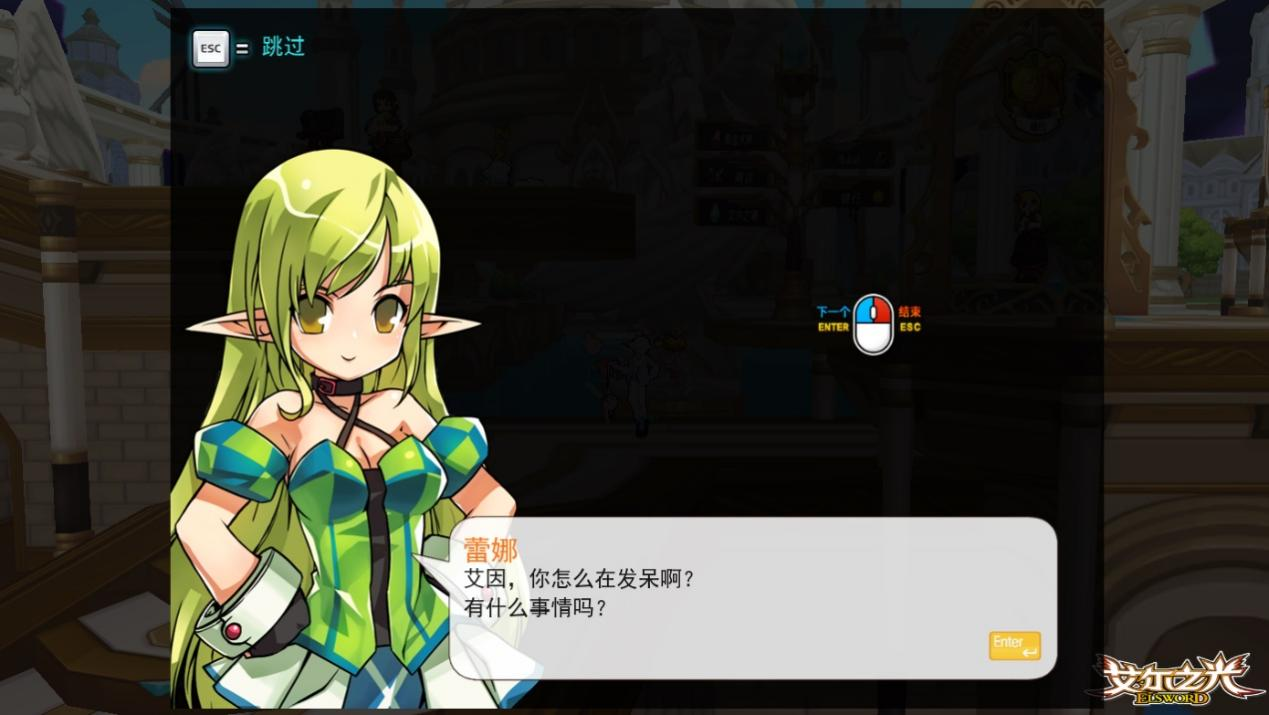 ESC = 跳过
下一个 结束
ENTER ESC
蕾娜
艾因，你怎么在发呆啊？
有什么事情吗？
Enter
艾尔之光
ELSWORD